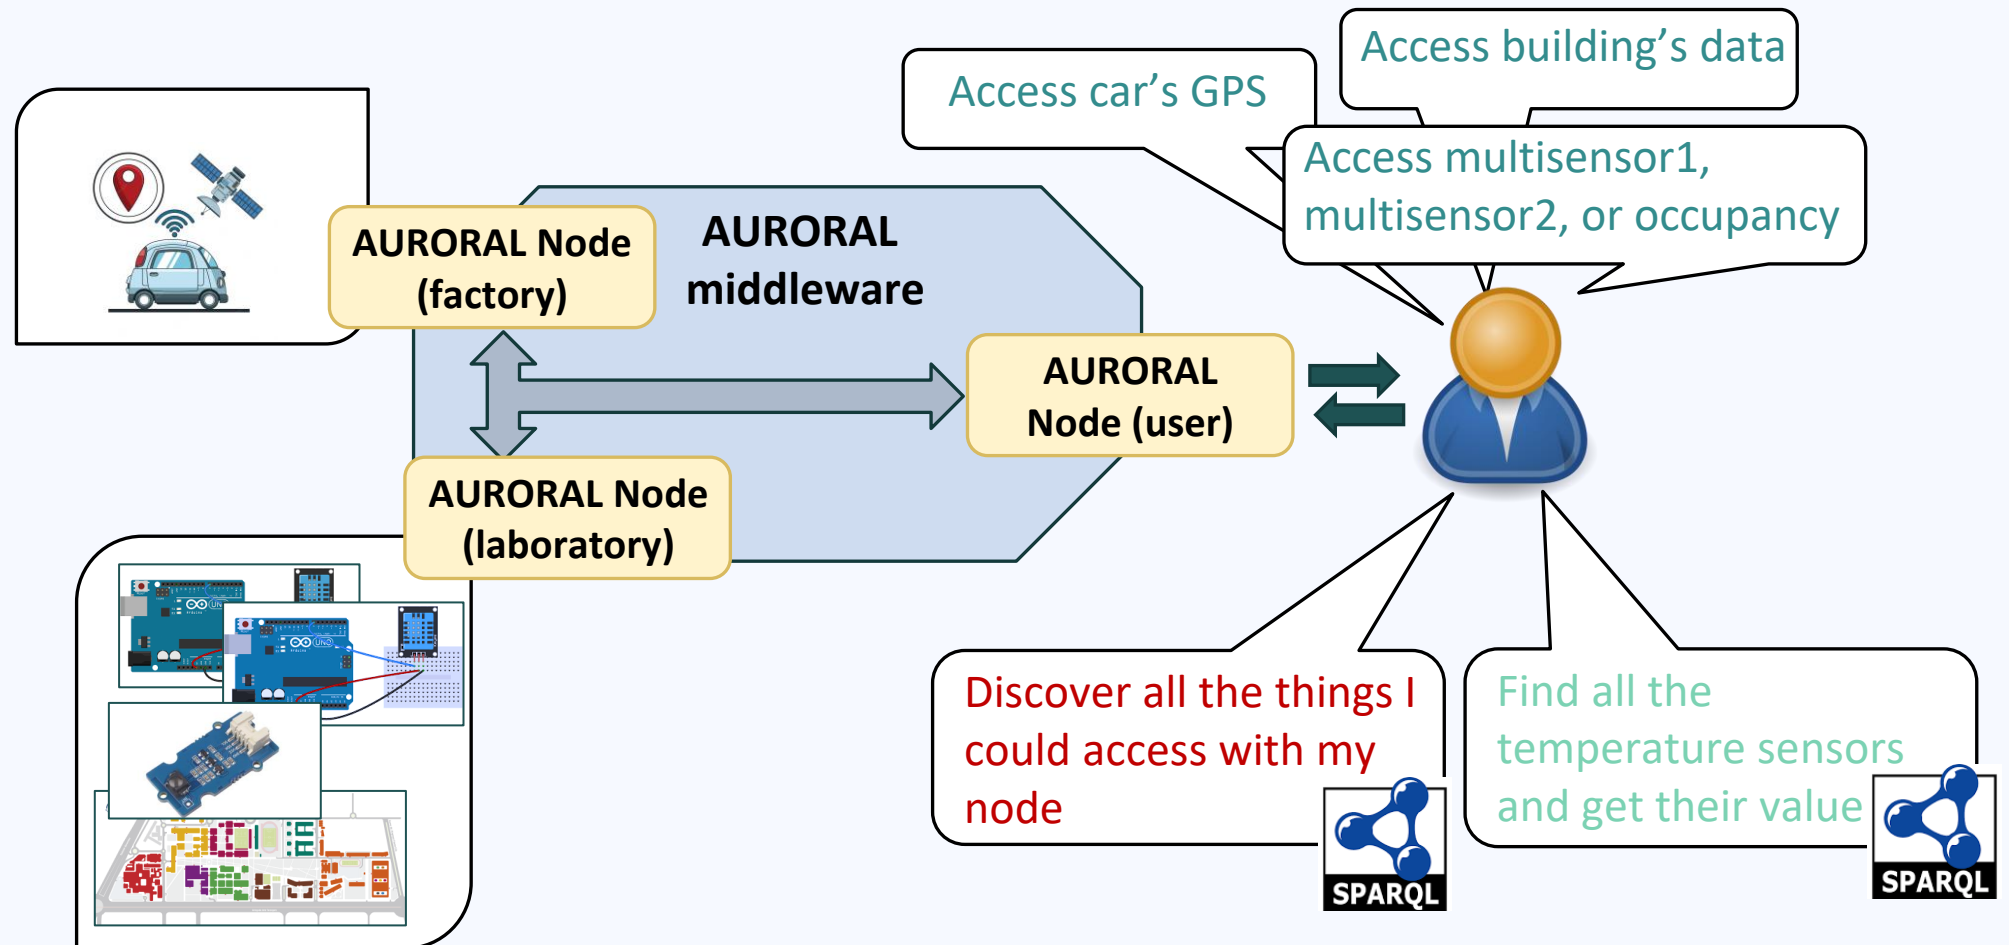 Access building’s data
Access car’s GPS
Access multisensor1,
multisensor2, or occupancy
AURORAL Node
(factory)
AURORAL
middleware
AURORAL
Node (user)
AURORAL Node
(laboratory)
UNO
Discover all the things I
could access with my
node
SPARQL
Find all the
temperature sensors
and get their value
SPARQL